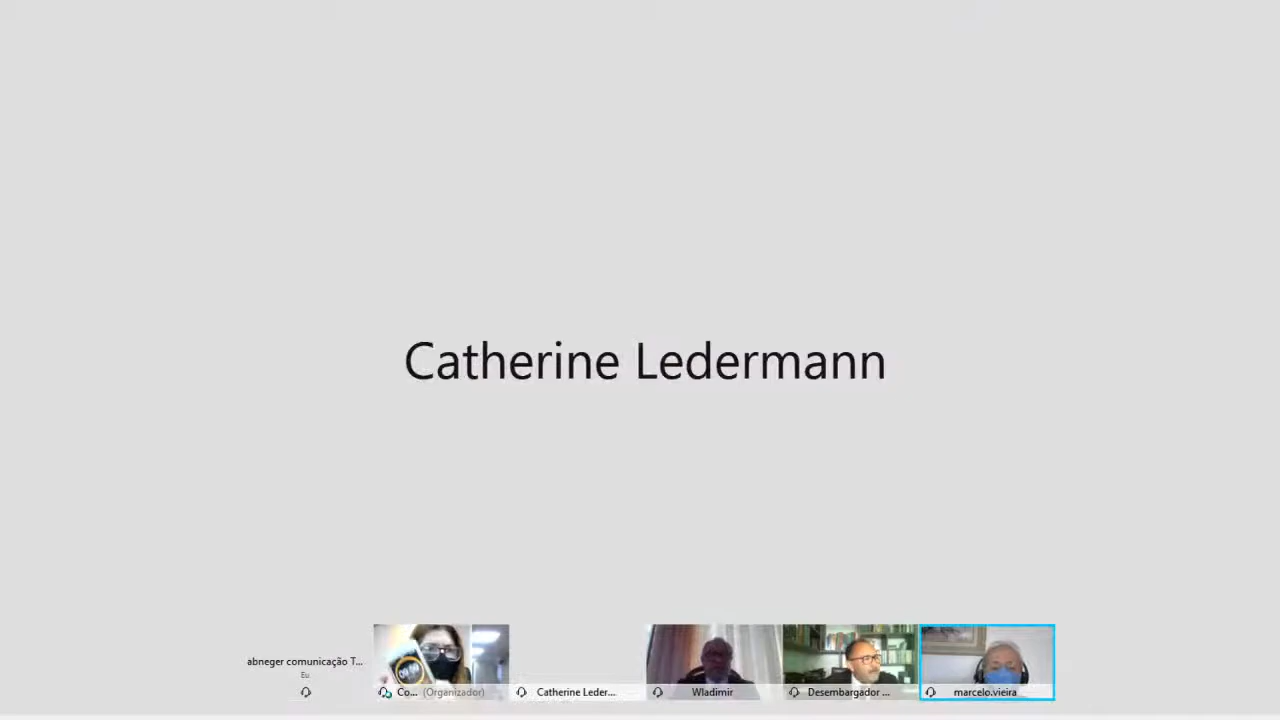 Catherine Ledermann
abneger comunicação T...
Eu
Co... (Organizador)
Catherine Leder...
Wladimir
Desembargador ...
marcelo.vieira